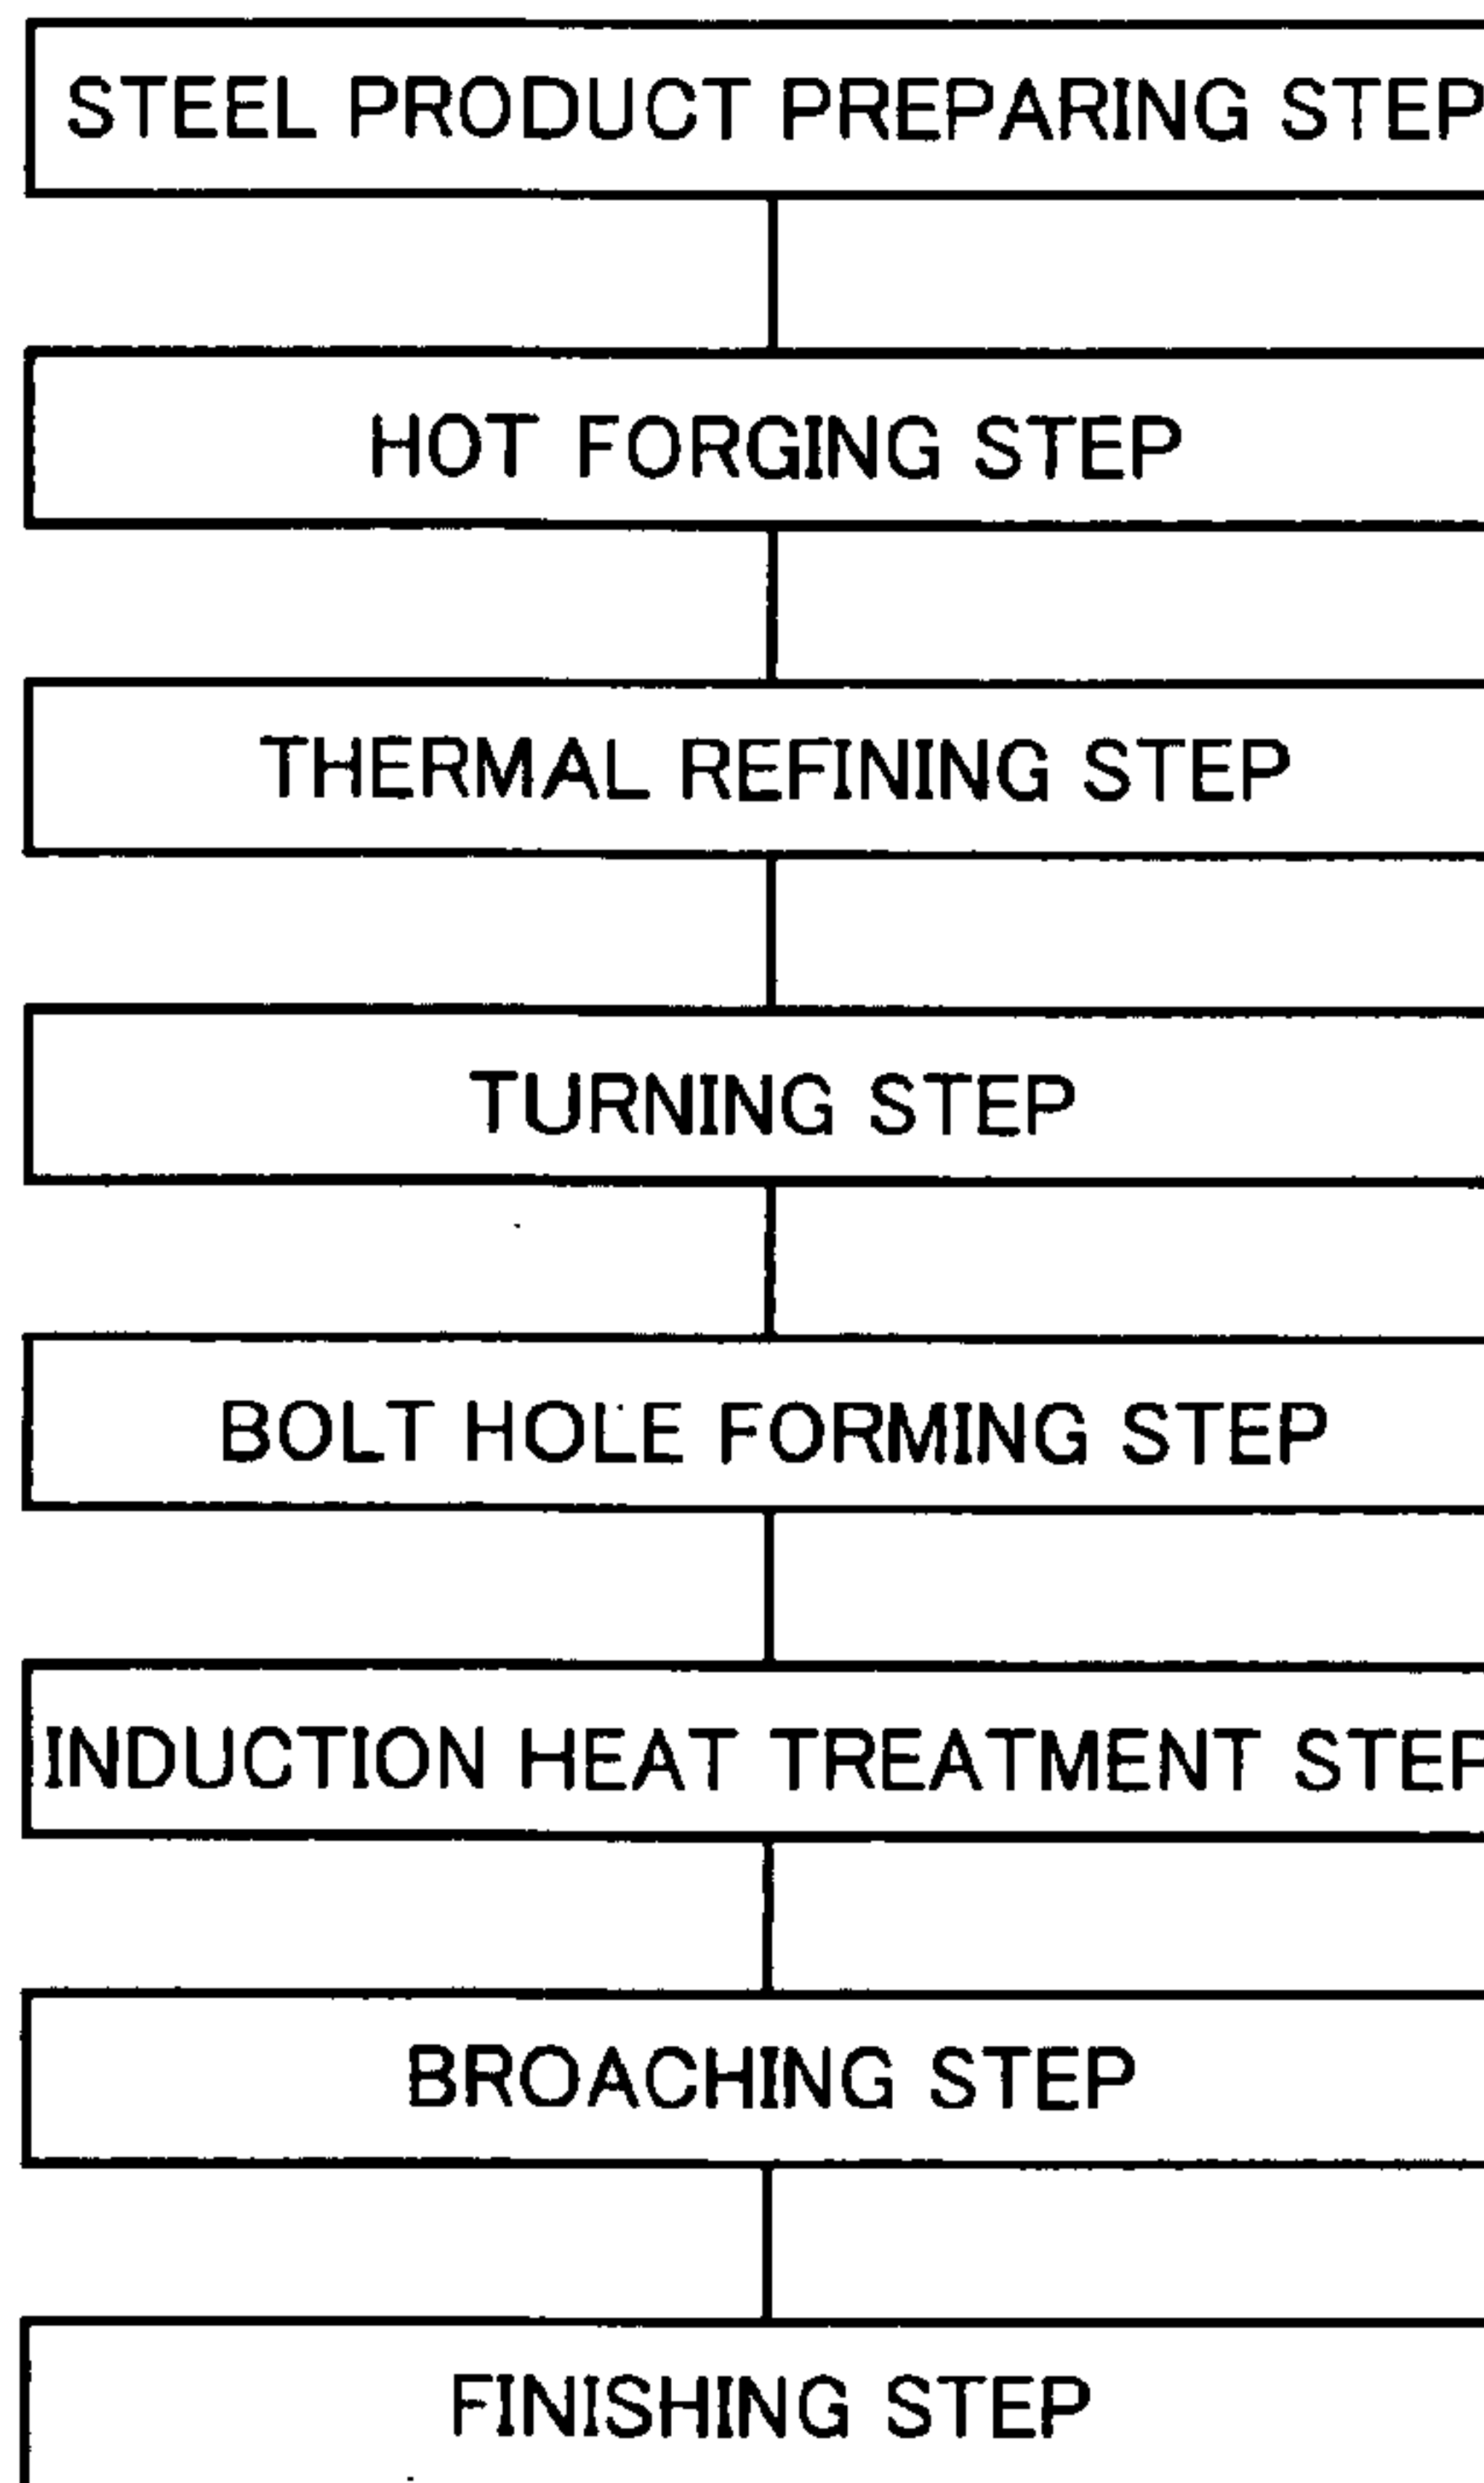 STEEL PRODUCT PREPARING STEP
HOT FORGING STEP
THERMAL REFINING STEP
TURNING STEP
BOLT HOLE FORMING STEP
INDUCTION HEAT TREATMENT STEP
BROACHING STEP
FINISHING STEP